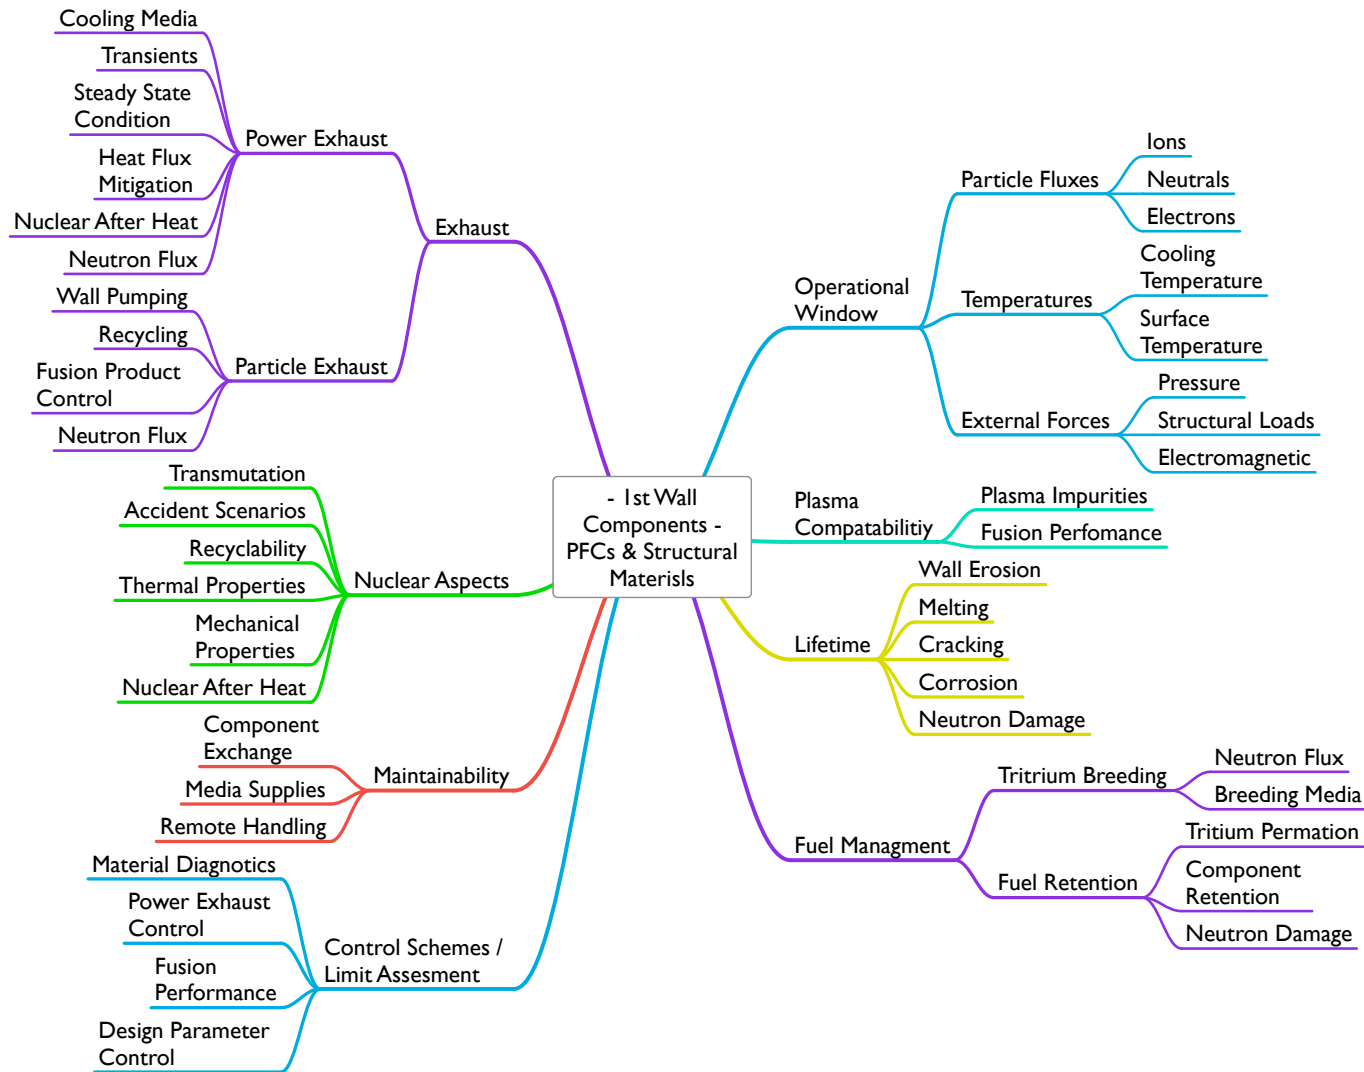 Cooling Media
Transients
Steady State
Condition
Heat Flux
Mitigation
Nuclear After Heat
Neutron Flux
Power Exhaust
Wall Pumping
Recycling
Fusion Product
Control
Neutron Flux
Particle Exhaust
Exhaust
Transmutation
Accident Scenarios
Recyclability
Thermal Properties
Mechanical
Properties
Nuclear After Heat
Nuclear Aspects
Component
Exchange
Media Supplies
Remote Handling
Maintainability
Material Diagnotics
Power Exhaust
Control
Fusion
Performance
Design Parameter
Control
Control Schemes /
Limit Assesment
- 1st Wall
Components -
PFCs & Structural
Materisls
Operational
Window
Particle Fluxes
Ions
Neutrals
Electrons
Temperatures
Cooling
Temperature
Surface
Temperature
External Forces
Pressure
Structural Loads
Electromagnetic
Plasma
Compatabilitiy
Plasma Impurities
Fusion Perfomance
Lifetime
Wall Erosion
Melting
Cracking
Corrosion
Neutron Damage
Fuel Managment
Tritrium Breeding
Neutron Flux
Breeding Media
Fuel Retention
Tritium Permation
Component
Retention
Neutron Damage